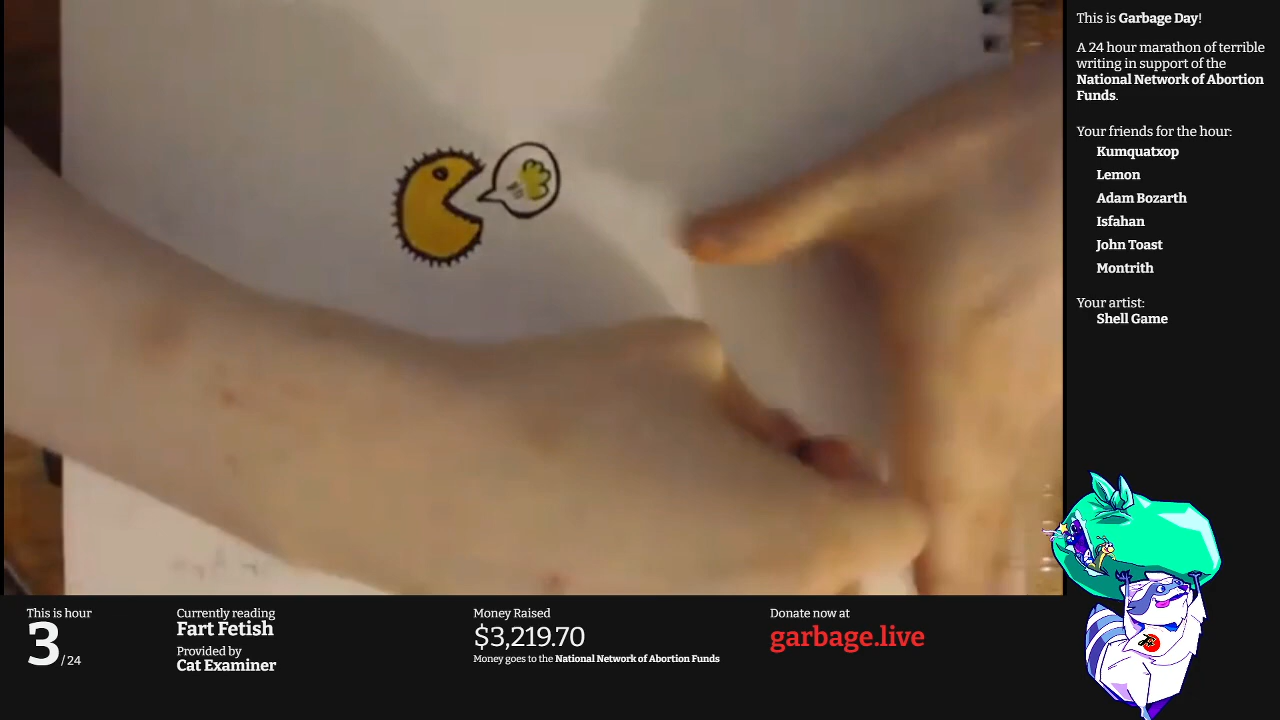 This is Garbage Day!
A 24 hour marathon of terrible
writing in support of the
National Network of Abortion
Funds.
Your friends for the hour:
Kumquatxop
Lemon
Adam Bozarth
Isfahan
John Toast
Montrith
Your artist:
Shell Game
This is hour
3/24
Currently reading
Fart Fetish
Provided by
Cat Examiner
Money Raised
$3,219.70
Money goes to the National Network of Abortion Funds
Donate now at
garbage.live